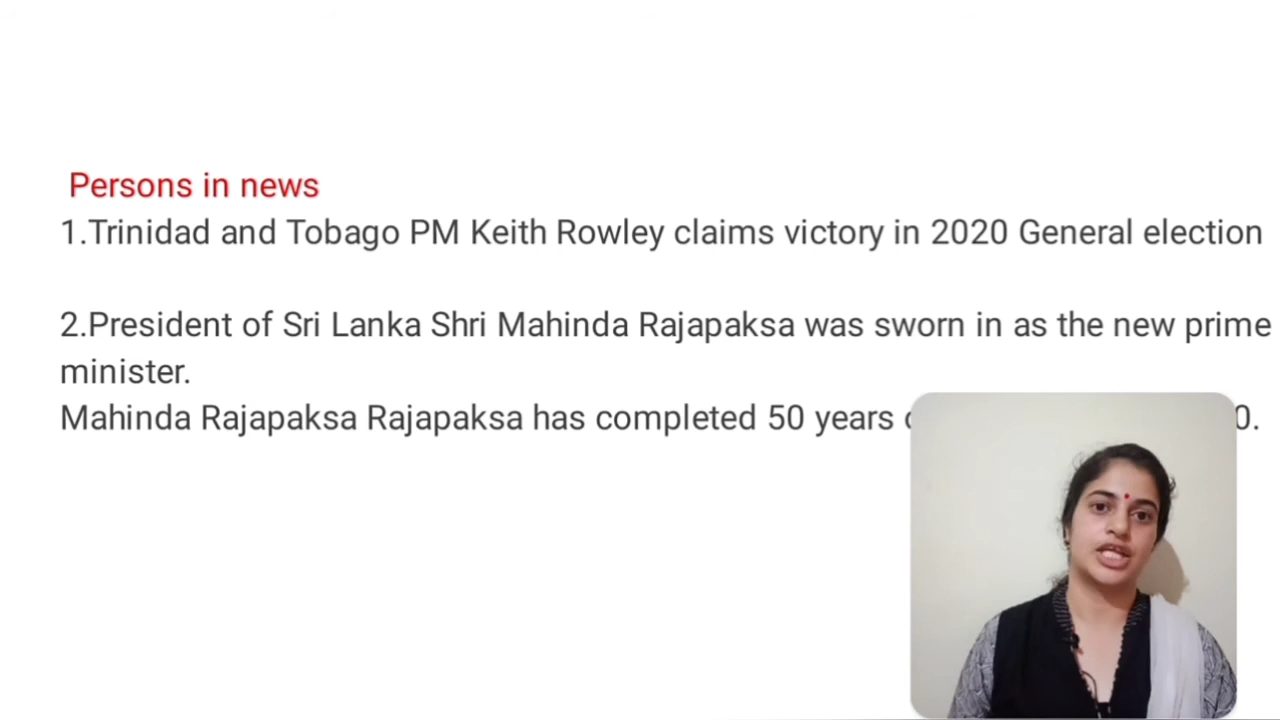 Persons in news
1.Trinidad and Tobago PM Keith Rowley claims victory in 2020 General election
2.President of Sri Lanka Shri Mahinda Rajapaksa was sworn in as the new prime
minister.
Mahinda Rajapaksa Rajapaksa has completed 50 years 0.